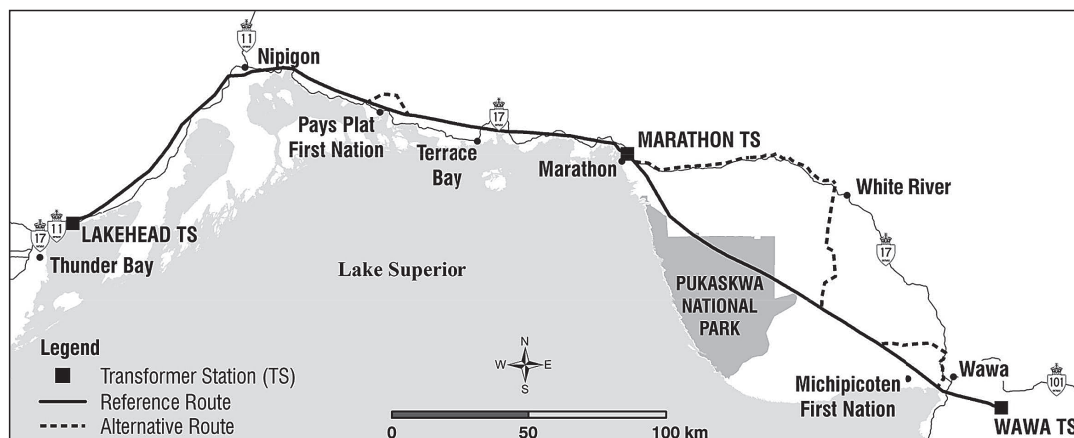 11
Nipigon
Pays Plat
First Nation
17
Terrace
Bay
MARATHON TS
Marathon
White River
17
11
LAKEHEAD TS
17
Thunder Bay
Lake Superior
PUKASKWA
NATIONAL
PARK
Legend
Transformer Station (TS)
Reference Route
Alternative Route
N
W
E
S
0
50
100 km
Michipicoten
First Nation
Wawa
101
WAWA TS